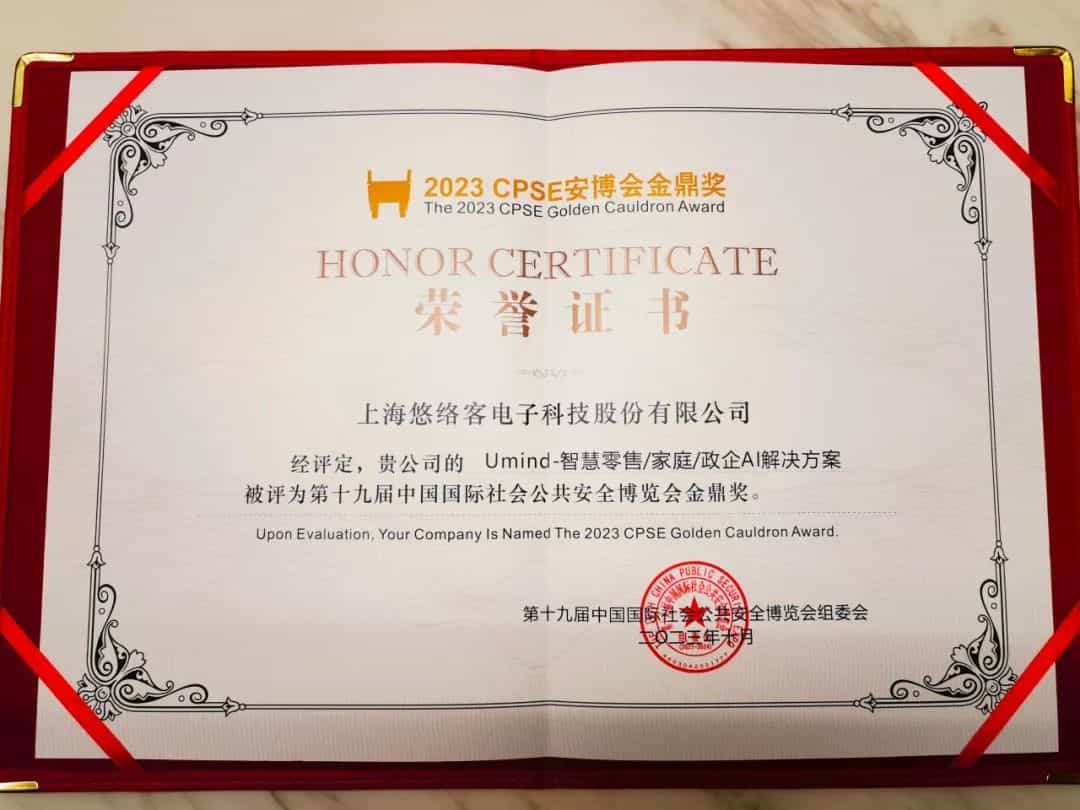 2023 CPSE安博会金鼎奖
The 2023 CPSE Golden Cauldron Award
HONOR CERTIFICATE
荣誉证书
上海悠络客电子科技股份有限公司
经评定，贵公司的 Umind-智慧零售/家庭/政企AI解决方案
被评为第十九届中国国际社会公共安全博览会金鼎奖。
Upon Evaluation, Your Company Is Named The 2023 CPSE Golden Cauldron Award.
第十九届中国国际社会公共安全博览会组委会
二〇二三年十月
CHINA PUBLIC SECURITY